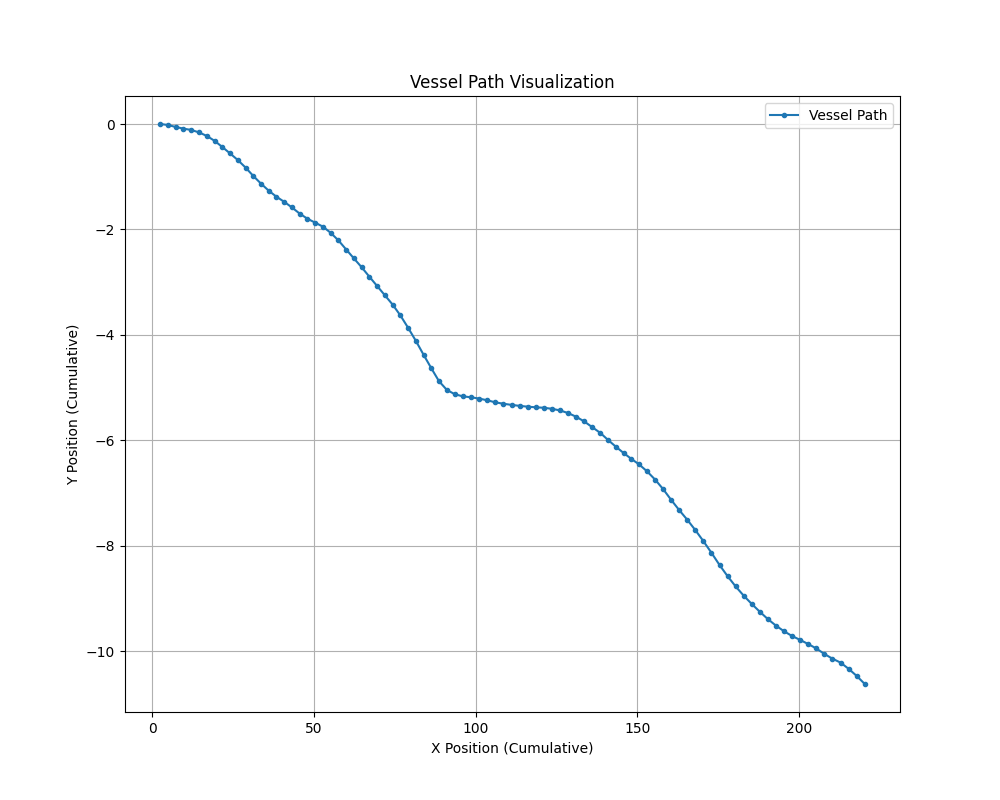 Vessel Path Visualization
Vessel Path
0
−2
−4
−6
−8
−10
Y Position (Cumulative)
0 50 100 150 200
X Position (Cumulative)